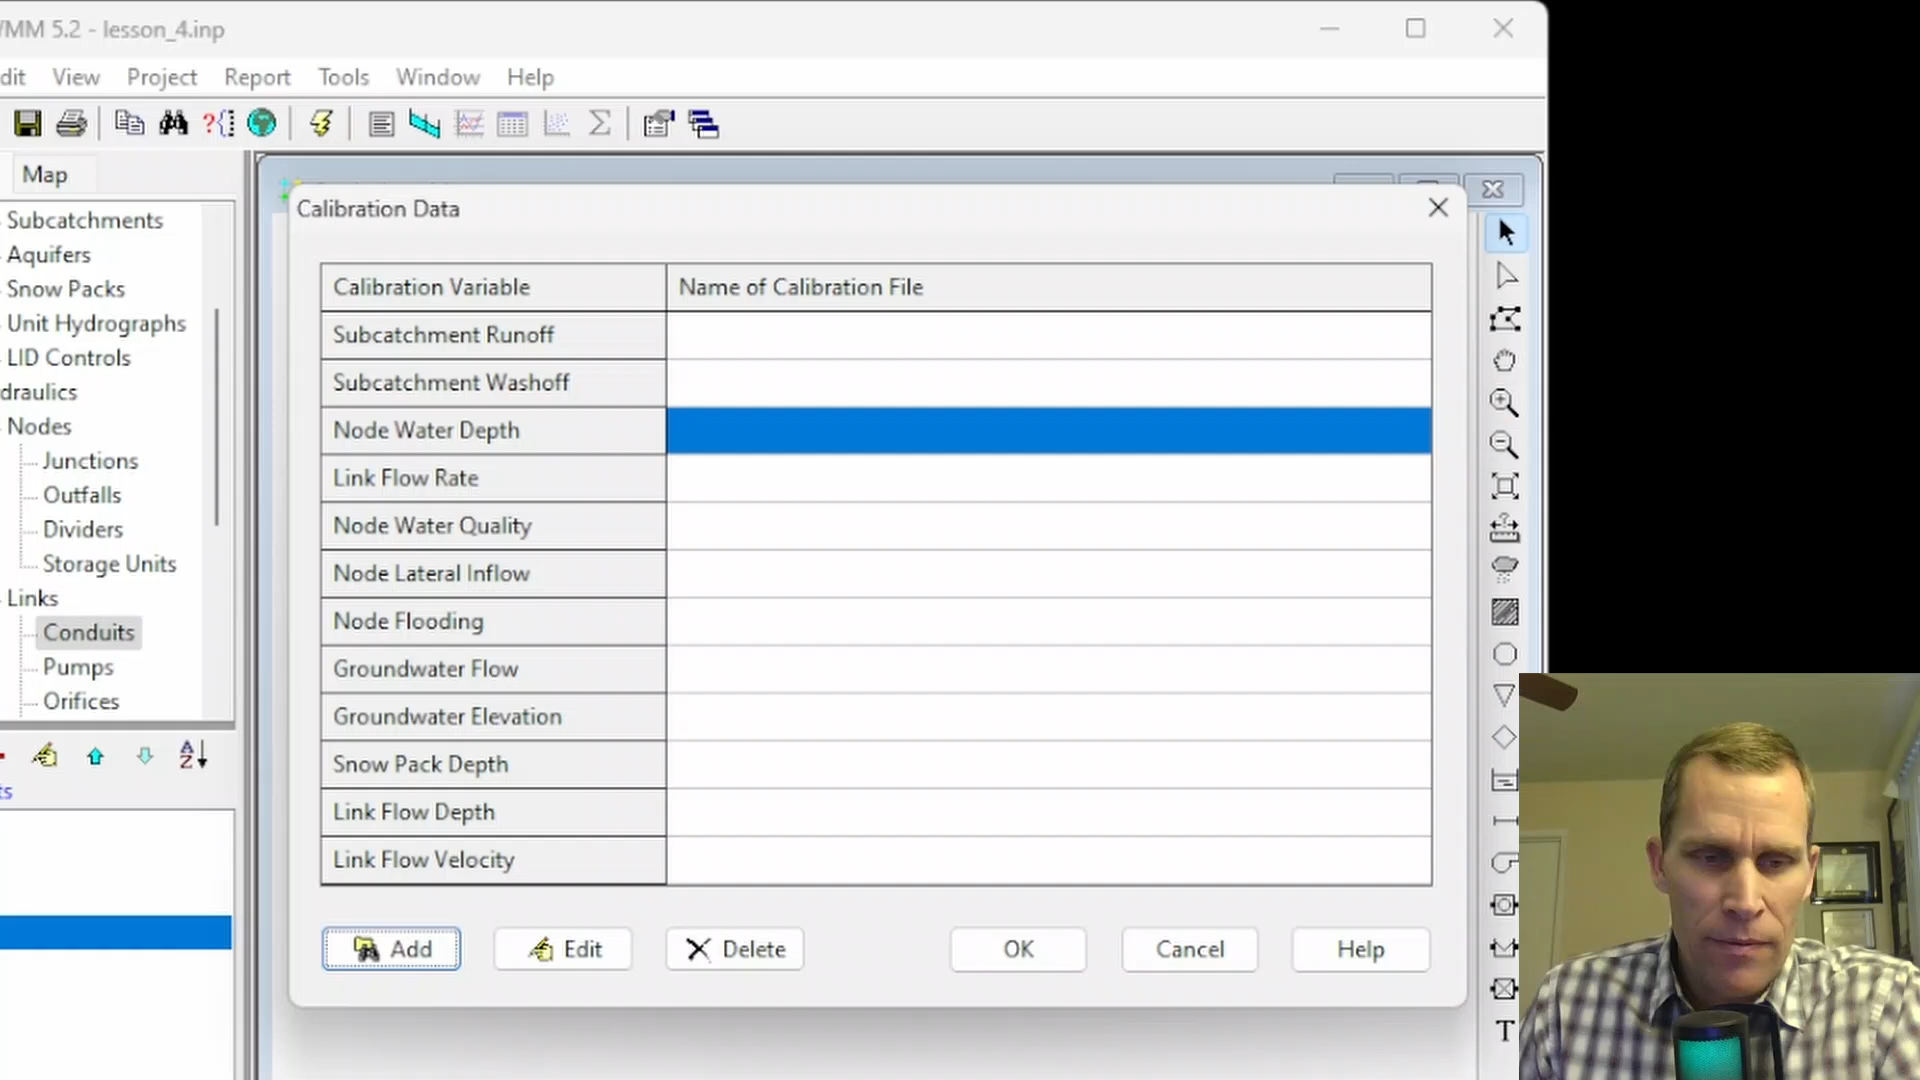 WMM 5.2 - lesson_4.inp
dit View Project Report Tools Window Help
Map
Subcatchments
Aquifers
Snow Packs
Unit Hydrographs
LID Controls
draulics
Nodes
Junctions
Outfalls
Dividers
Storage Units
Links
Conduits
Pumps
Orifices
ts
Calibration Data
Calibration Variable Name of Calibration File
Subcatchment Runoff
Subcatchment Washoff
Node Water Depth
Link Flow Rate
Node Water Quality
Node Lateral Inflow
Node Flooding
Groundwater Flow
Groundwater Elevation
Snow Pack Depth
Link Flow Depth
Link Flow Velocity
Add Edit Delete OK Cancel Help
T